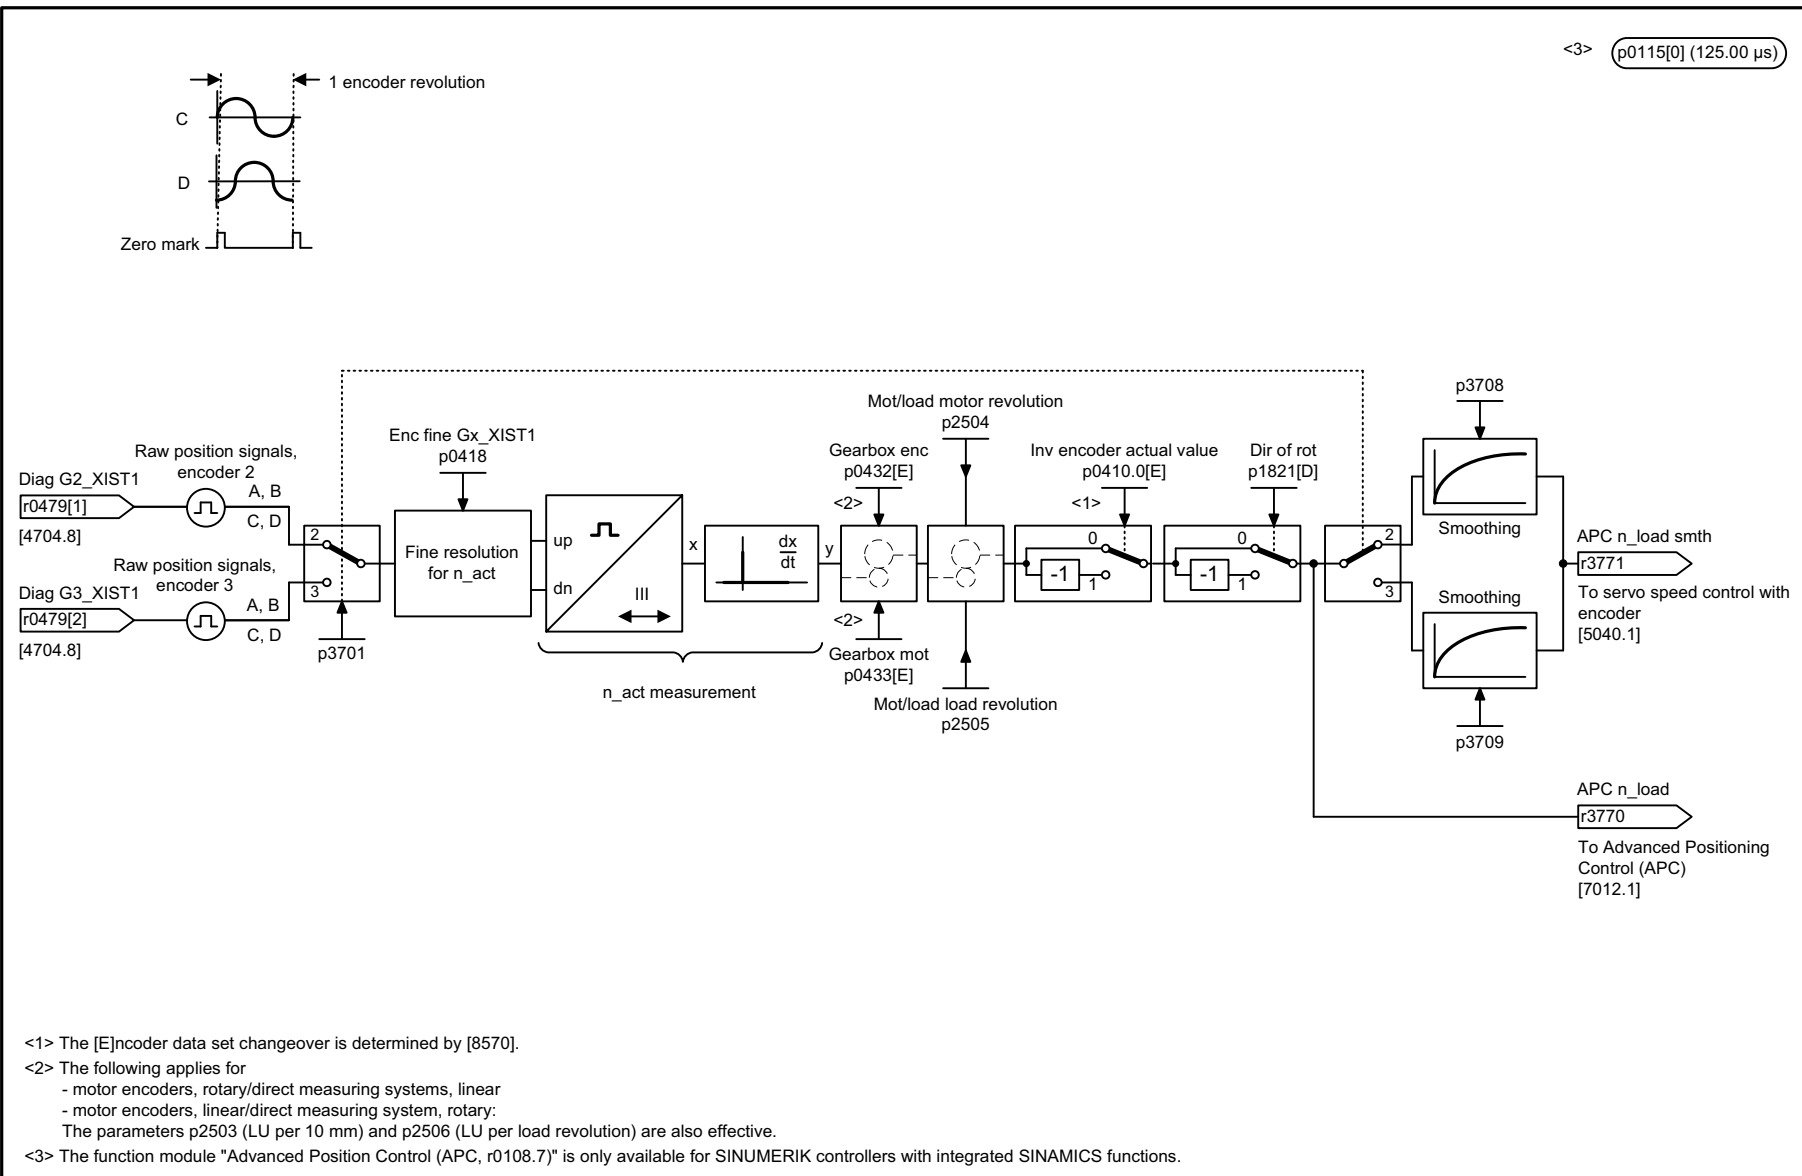 <3> p0115[0] (125.00 µs)
1 encoder revolution
C
D
Zero mark
Diag G2_XIST1
r0479[1]
[4704.8]
Raw position signals,
encoder 2
A, B
C, D
Diag G3_XIST1
r0479[2]
[4704.8]
Raw position signals,
encoder 3
A, B
C, D
2
3
p3701
Enc fine Gx_XIST1
p0418
Fine resolution
for n_act
up
dn
III
x
dx
dt
y
n_act measurement
Gearbox enc
p0432[E]
<2>
<2>
Gearbox mot
p0433[E]
Mot/load motor revolution
p2504
Mot/load load revolution
p2505
Inv encoder actual value
p0410.0[E]
<1>
0
-1
1
Dir of rot
p1821[D]
0
-1
1
2
3
p3708
Smoothing
Smoothing
p3709
APC n_load smth
r3771
To servo speed control with
encoder
[5040.1]
APC n_load
r3770
To Advanced Positioning
Control (APC)
[7012.1]
<1> The [E]ncoder data set changeover is determined by [8570].
<2> The following applies for
- motor encoders, rotary/direct measuring systems, linear
- motor encoders, linear/direct measuring system, rotary:
The parameters p2503 (LU per 10 mm) and p2506 (LU per load revolution) are also effective.
<3> The function module "Advanced Position Control (APC, r0108.7)" is only available for SINUMERIK controllers with integrated SINAMICS functions.